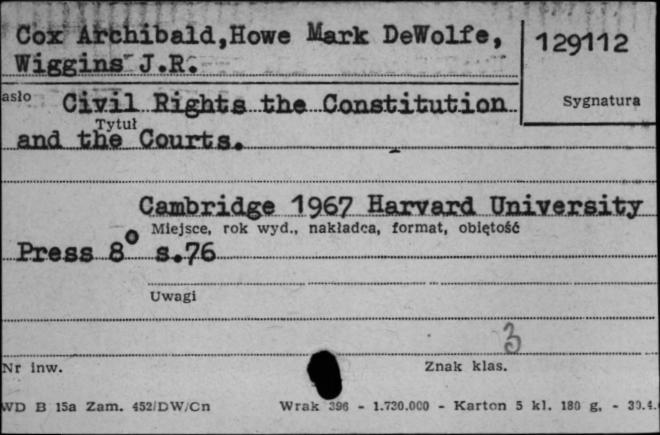 Cox Archibald,Howe Mark DeWolfe,
129112
Wiggins J.R.
asło Civil Rights the Constitution
Sygnatura
Tytuł
and the Courts.
Cambridge 1967 Harvard University
Miejsce, rok wyd., nakładca, format, objętość
Press 8° s.76
Uwagi
3
Nr inw.
Znak klas.
WD B 15a Zam. 452/DW/Cn Wrak 396 - 1.730.000 - Karton 5 kl. 180 g. - 30.4.